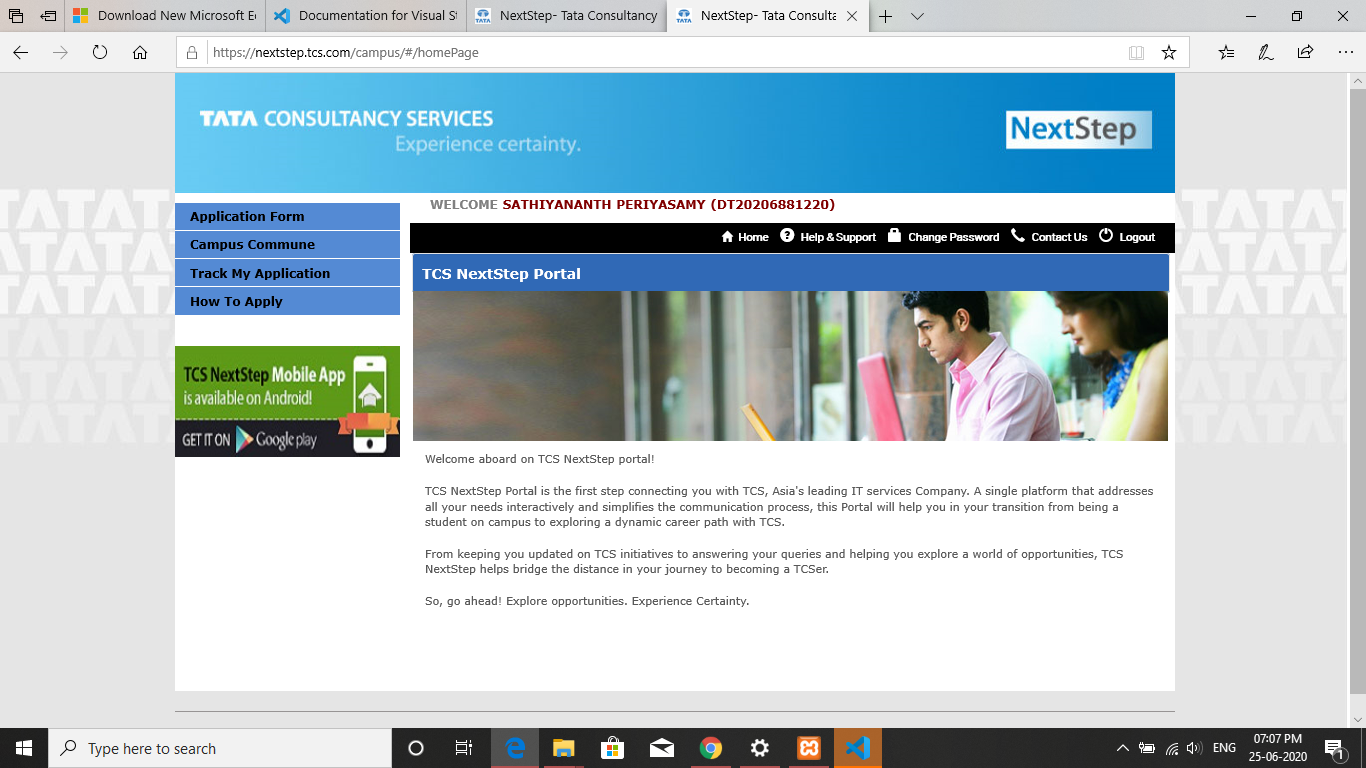 Download New Microsoft Ec
Documentation for Visual St
NextStep- Tata Consultancy
NextStep- Tata Consulta
https://nextstep.tcs.com/campus/#/homePage
TATA CONSULTANCY SERVICES
Experience certainty.
NextStep
WELCOME SATHIYANANTH PERIYASAMY (DT20206881220)
Application Form
Campus Commune
Track My Application
How To Apply
Home Help & Support Change Password Contact Us Logout
TCS NextStep Portal
TCS NextStep Mobile App
is available on Android!
GET IT ON Google play
Welcome aboard on TCS NextStep portal!
TCS NextStep Portal is the first step connecting you with TCS, Asia's leading IT services Company. A single platform that addresses
all your needs interactively and simplifies the communication process, this Portal will help you in your transition from being a
student on campus to exploring a dynamic career path with TCS.
From keeping you updated on TCS initiatives to answering your queries and helping you explore a world of opportunities, TCS
NextStep helps bridge the distance in your journey to becoming a TCSer.
So, go ahead! Explore opportunities. Experience Certainty.
Type here to search
ENG
07:07 PM
25-06-2020
1